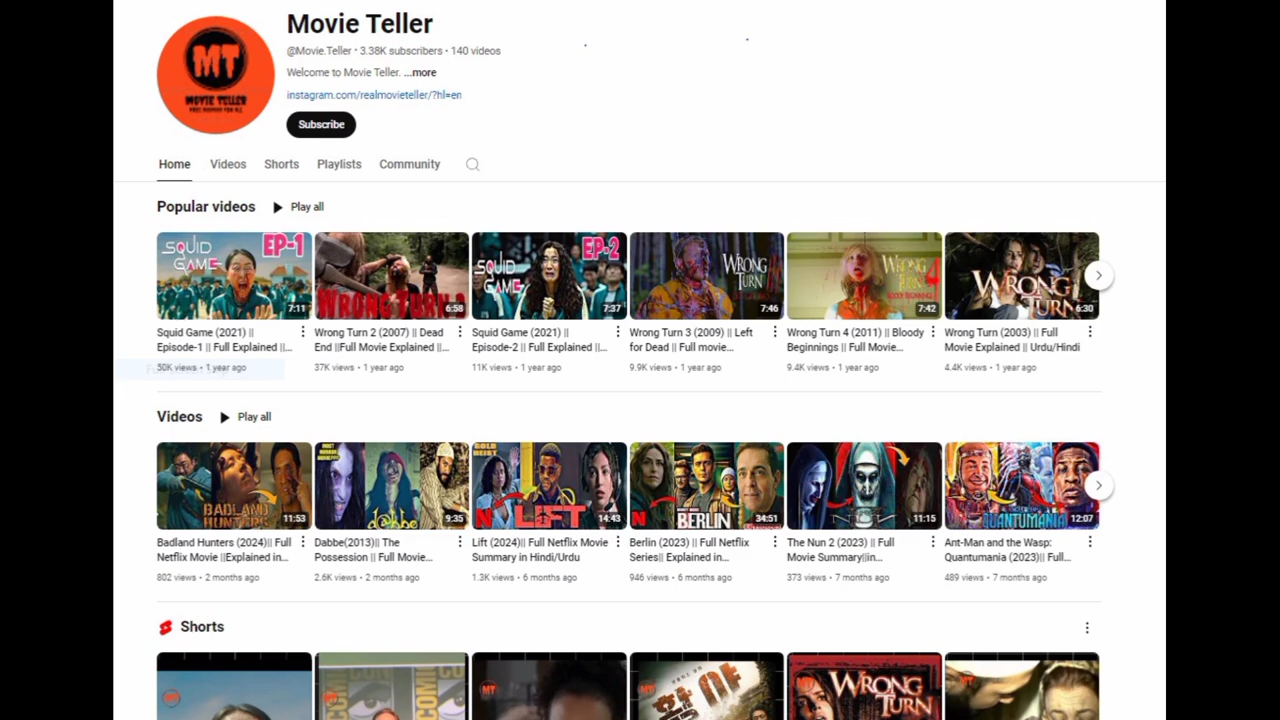 Movie Teller
@Movie.Teller • 3.38K subscribers • 140 videos
Welcome to Movie Teller. ...more
instagram.com/realmovieteller/?hl=en
Subscribe
MT
MOVIE TELLER
Home Videos Shorts Playlists Community
Popular videos Play all
SQUID GAME EP-1 7:11
WRONG TURN 2 6:58
SQUID GAME EP-2 7:37
WRONG TURN 7:46
WRONG TURN 4 BLOODY BEGINNING 7:42
WRONG TURN 6:30
Squid Game (2021) ||
Episode-1 || Full Explained ||...
50K views • 1 year ago
Wrong Turn 2 (2007) || Dead
End ||Full Movie Explained ||...
37K views • 1 year ago
Squid Game (2021) ||
Episode-2 || Full Explained ||...
11K views • 1 year ago
Wrong Turn 3 (2009) || Left
for Dead || Full movie...
9.9K views • 1 year ago
Wrong Turn 4 (2011) || Bloody
Beginnings || Full Movie...
9.4K views • 1 year ago
Wrong Turn (2003) || Full
Movie Explained || Urdu/Hindi
4.4K views • 1 year ago
Videos Play all
BADLAND HUNTERS 11:53
d@bbe 9:35
GOLD HEIST N LIFT 14:43
N BERLIN 34:51
11:15
QUANTUMANIA 12:07
Badland Hunters (2024)|| Full
Netflix Movie ||Explained in...
802 views • 2 months ago
Dabbe(2013)|| The
Possession || Full Movie...
2.6K views • 2 months ago
Lift (2024)|| Full Netflix Movie
Summary in Hindi/Urdu
1.3K views • 6 months ago
Berlin (2023) || Full Netflix
Series|| Explained in...
946 views • 6 months ago
The Nun 2 (2023) || Full
Movie Summary||in...
373 views • 7 months ago
Ant-Man and the Wasp:
Quantumania (2023)|| Full...
489 views • 7 months ago
Shorts
MT
MT
MT
WRONG TURN
MT